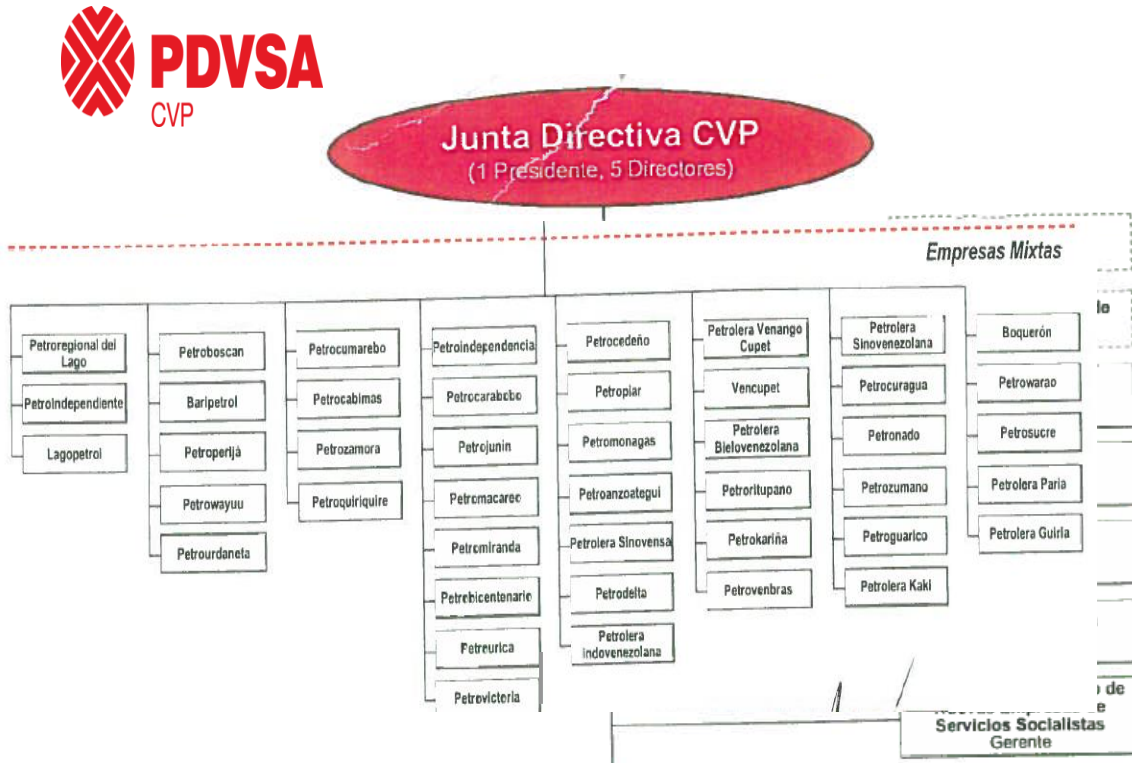 PDVSA
CVP
Junta Directiva CVP
(1 Presidente, 5 Directores)
Empresas Mixtas
Petroregional del
Lago
PetroIndependiente
Lagopetrol
Petroboscan
Baripetrol
Petroperijá
Petrowayuu
Petrourdaneta
Petrocumarebo
Petrocabimas
Petrozamora
Petroquiriquire
Petroindependencia
Petrocarabobo
Petrojunin
Petromacareo
Petromiranda
Petrobicentenario
Petreurica
Petrovictoria
Petrocedeño
Petropiar
Petromonagas
Petroanzoategui
Petrolera Sinovensa
Petrodelta
Petrolera
Indovenezolana
Petrolera Venango
Cupet
Vencupet
Petrolera
Bielovenezolana
Petroritupano
Petrokariña
Petrovenbras
Petrolera
Sinovenezolana
Petrocuragua
Petronado
Petrozumano
Petroguarico
Petrolera Kaki
Boquerón
Petrowarao
Petrosucre
Petrolera Paria
Petrolera Guiria
de
Servicios Socialistas
Gerente